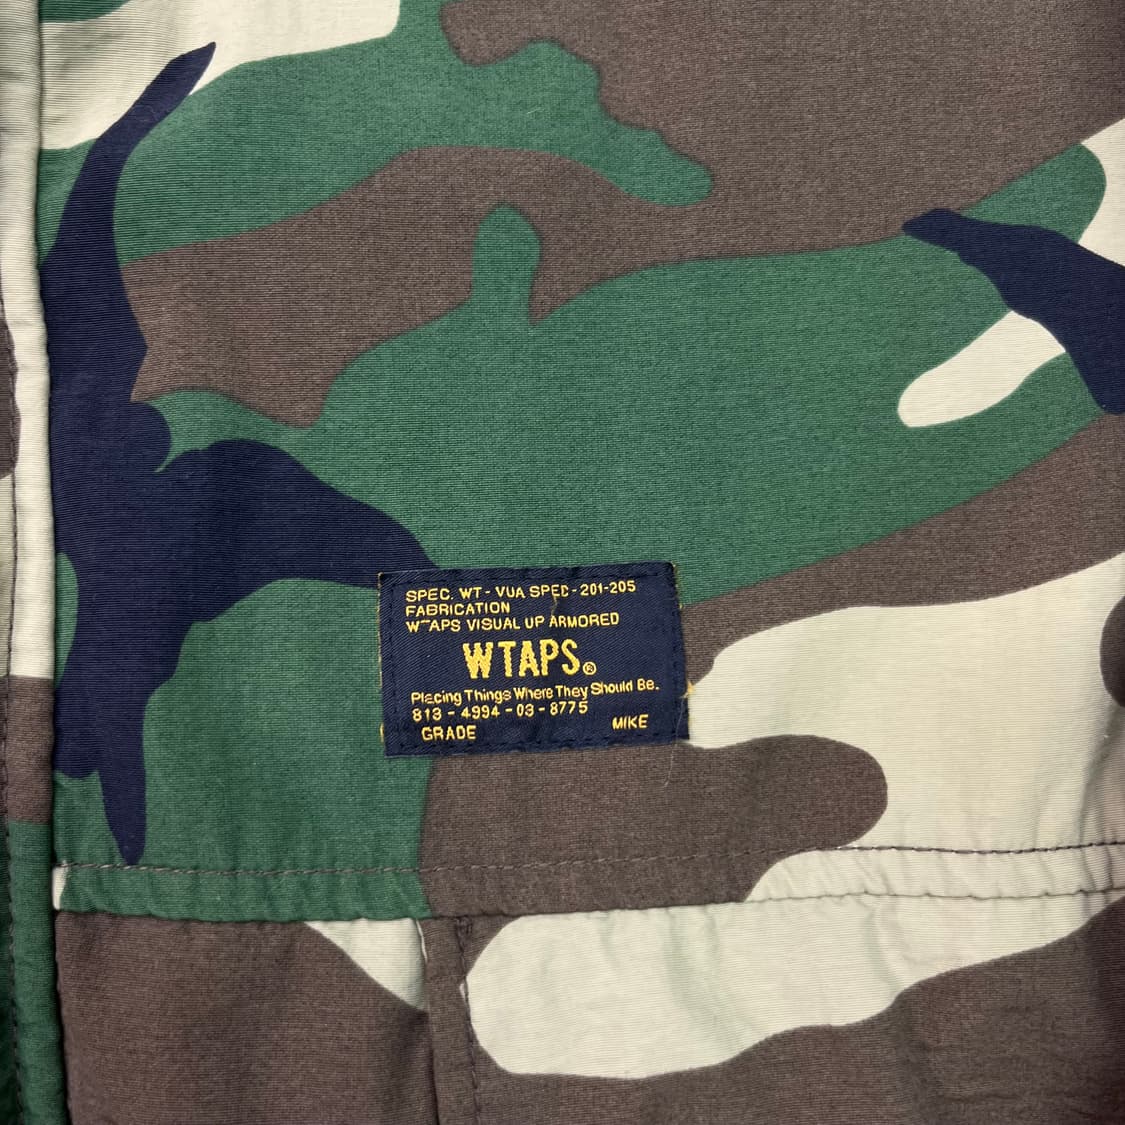 SPEC. WT - VUA SPEC - 201-205
FABRICATION
WTAPS VISUAL UP ARMORED
WTAPS®
Placing Things Where They Should Be.
813 - 4994 - 03 - 8775
GRADE MIKE